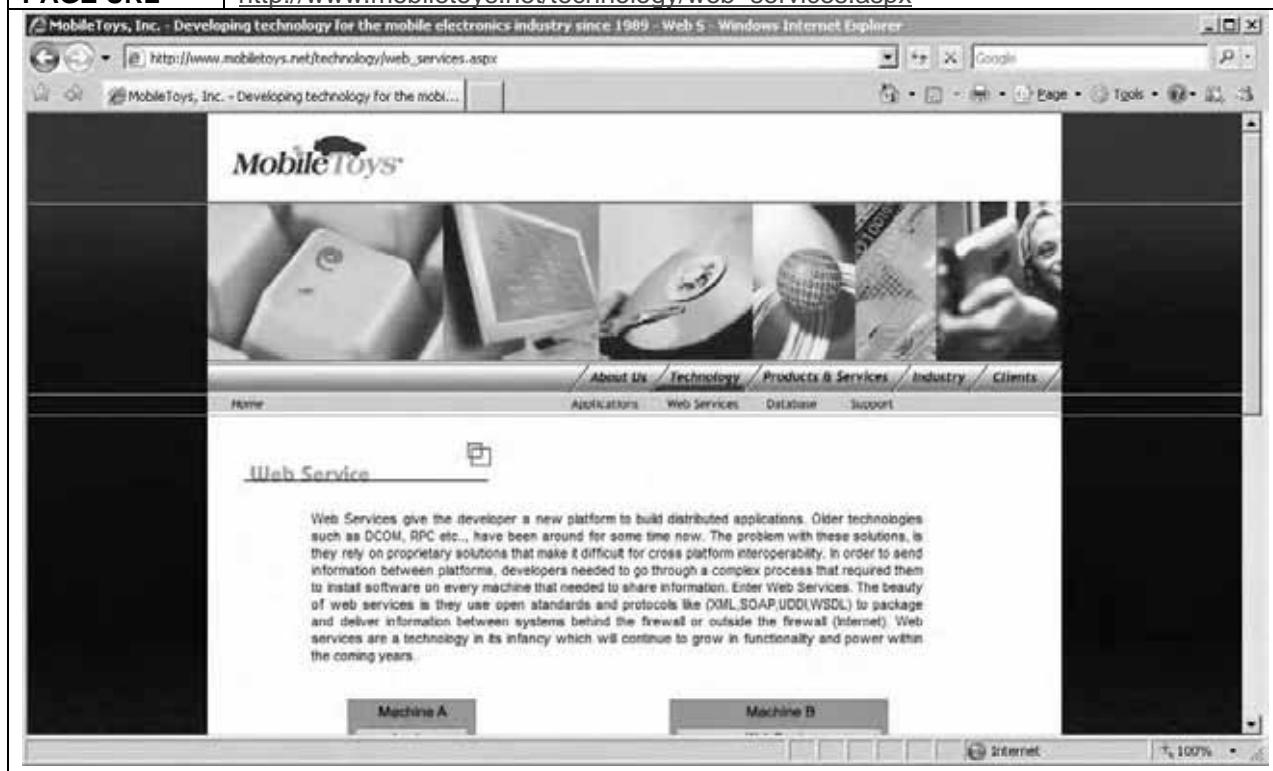 PAGE URL http://www.mobiletoys.net/technology/web_services.aspx
MobileToys, Inc. - Developing technology for the mobile electronics industry since 1989 - Web S - Windows Internet Explorer
http://www.mobiletoys.net/technology/web_services.aspx
Google
MobileToys, Inc. - Developing technology for the mobi...
Page
Tools
MobileToys
About Us / Technology / Products & Services / Industry / Clients /
Home
Applications Web Services Database Support
Web Service
Web Services give the developer a new platform to build distributed applications. Older technologies
such as DCOM, RPC etc.., have been around for some time now. The problem with these solutions, is
they rely on proprietary solutions that make it difficult for cross platform interoperability. In order to send
information between platforms, developers needed to go through a complex process that required them
to install software on every machine that needed to share information. Enter Web Services. The beauty
of web services is they use open standards and protocols like (XML,SOAP,UDDI,WSDL) to package
and deliver information between systems behind the firewall or outside the firewall (Internet). Web
services are a technology in its infancy which will continue to grow in functionality and power within
the coming years.
Machine A
Machine B
Internet
100%